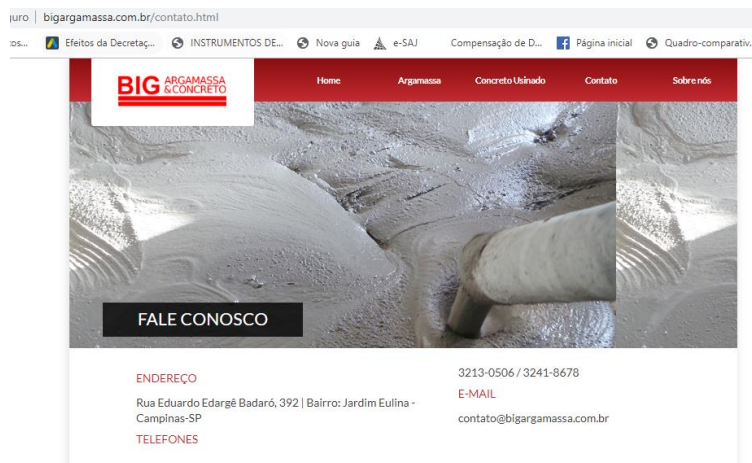 guro | bigargamassa.com.br/contato.html
os... Efeitos da Decretaç... INSTRUMENTOS DE... Nova guia e-SAJ Compensação de D... Página inicial Quadro-comparativ.
BIG ARGAMASSA
& CONCRETO
Home Argamassa Concreto Usinado Contato Sobre nós
FALE CONOSCO
ENDEREÇO
Rua Eduardo Edargê Badaró, 392 | Bairro: Jardim Eulina -
Campinas-SP
TELEFONES
3213-0506 / 3241-8678
E-MAIL
contato@bigargamassa.com.br